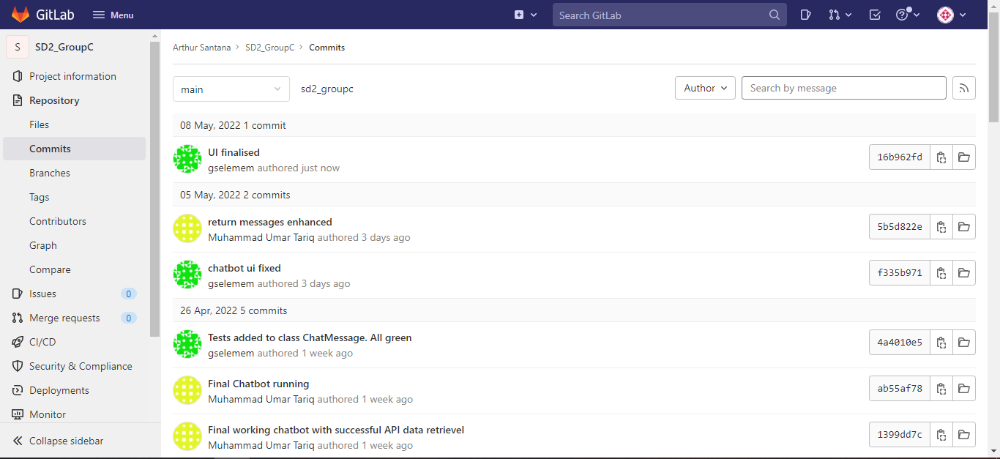 GitLab
Menu
Search GitLab
S
SD2_GroupC
Project information
Repository
Files
Commits
Branches
Tags
Contributors
Graph
Compare
Issues 0
Merge requests 0
CI/CD
Security & Compliance
Deployments
Monitor
Collapse sidebar
Arthur Santana > SD2_GroupC > Commits
main
sd2_groupc
Author
Search by message
08 May, 2022 1 commit
UI finalised
gselemem authored just now
16b962fd
05 May, 2022 2 commits
return messages enhanced
Muhammad Umar Tariq authored 3 days ago
5b5d822e
chatbot ui fixed
gselemem authored 3 days ago
f335b971
26 Apr, 2022 5 commits
Tests added to class ChatMessage. All green
gselemem authored 1 week ago
4a4010e5
Final Chatbot running
Muhammad Umar Tariq authored 1 week ago
ab55af78
Final working chatbot with successful API data retrievel
Muhammad Umar Tariq authored 1 week ago
1399dd7c